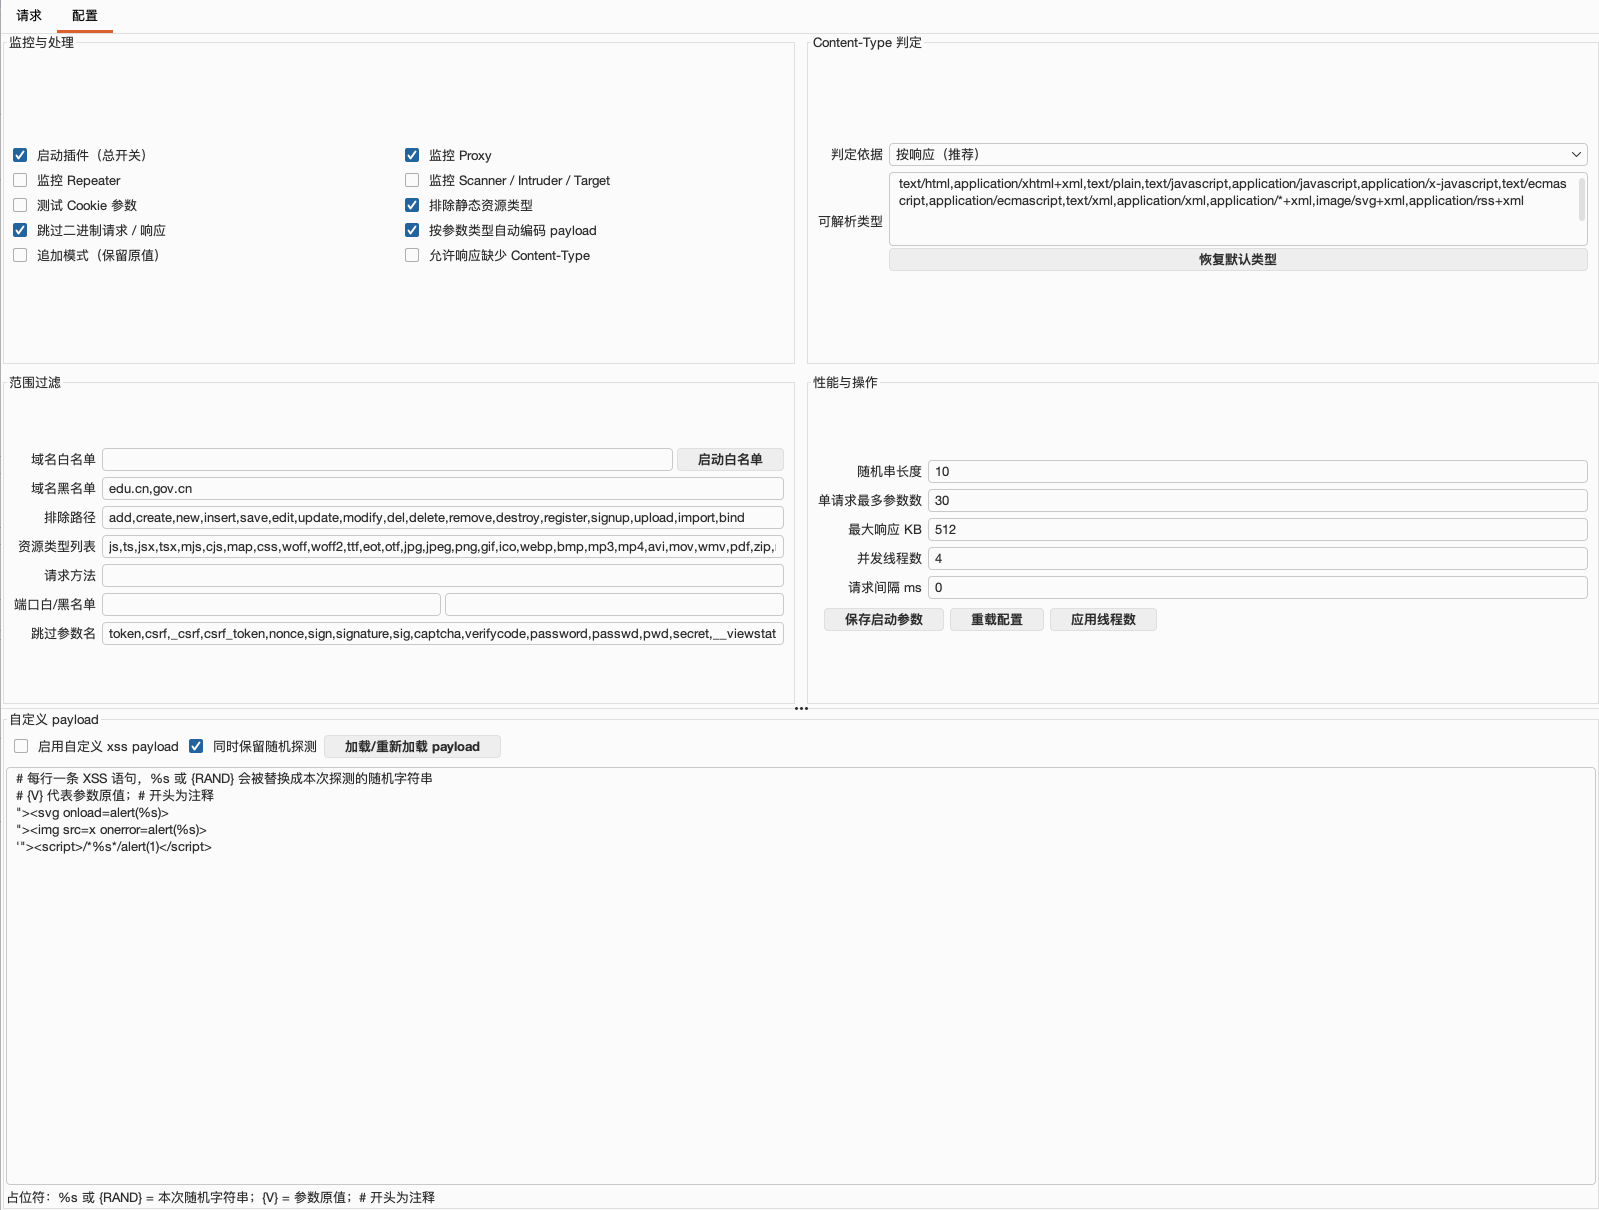 请求 配置
监控与处理
启动插件（总开关） 监控 Proxy
监控 Repeater 监控 Scanner / Intruder / Target
测试 Cookie 参数 排除静态资源类型
跳过二进制请求 / 响应 按参数类型自动编码 payload
追加模式（保留原值） 允许响应缺少 Content-Type
Content-Type 判定
判定依据 按响应（推荐）
可解析类型
text/html,application/xhtml+xml,text/plain,text/javascript,application/javascript,application/x-javascript,text/ecmas
cript,application/ecmascript,text/xml,application/xml,application/*+xml,image/svg+xml,application/rss+xml
恢复默认类型
范围过滤
域名白名单 启动白名单
域名黑名单 edu.cn,gov.cn
排除路径 add,create,new,insert,save,edit,update,modify,del,delete,remove,destroy,register,signup,upload,import,bind
资源类型列表 js,ts,jsx,tsx,mjs,cjs,map,css,woff,woff2,ttf,eot,otf,jpg,jpeg,png,gif,ico,webp,bmp,mp3,mp4,avi,mov,wmv,pdf,zip,
请求方法
端口白/黑名单
跳过参数名 token,csrf,_csrf,csrf_token,nonce,sign,signature,sig,captcha,verifycode,password,passwd,pwd,secret,__viewstat
性能与操作
随机串长度 10
单请求最多参数数 30
最大响应 KB 512
并发线程数 4
请求间隔 ms 0
保存启动参数 重载配置 应用线程数
自定义 payload
启用自定义 xss payload 同时保留随机探测 加载/重新加载 payload
# 每行一条 XSS 语句，%s 或 {RAND} 会被替换成本次探测的随机字符串
# {V} 代表参数原值；# 开头为注释
"><svg onload=alert(%s)>
"><img src=x onerror=alert(%s)>
'"><script>/*%s*/alert(1)</script>
占位符：%s 或 {RAND} = 本次随机字符串；{V} = 参数原值；# 开头为注释